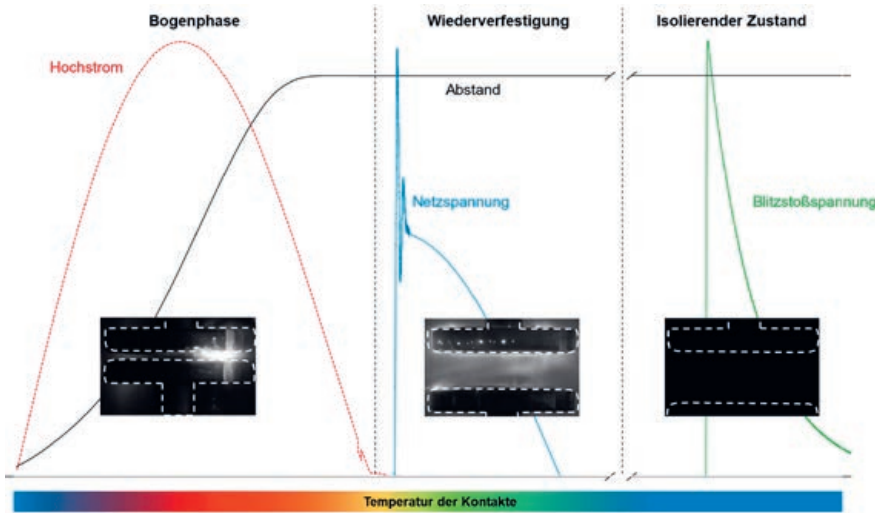 Bogenphase
Wiederverfestigung
Isolierender Zustand
Hochstrom
Abstand
Netzspannung
Blitzstoßspannung
Temperatur der Kontakte